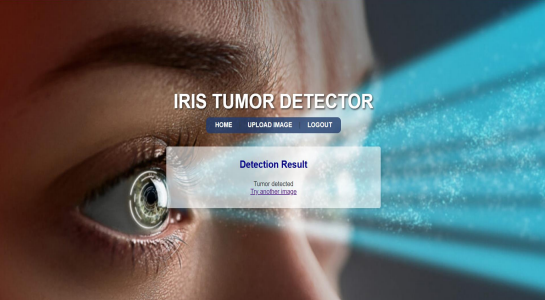 IRIS TUMOR DETECTOR
HOME UPLOAD IMAGE LOGOUT
Detection Result
Tumor detected
Try another image